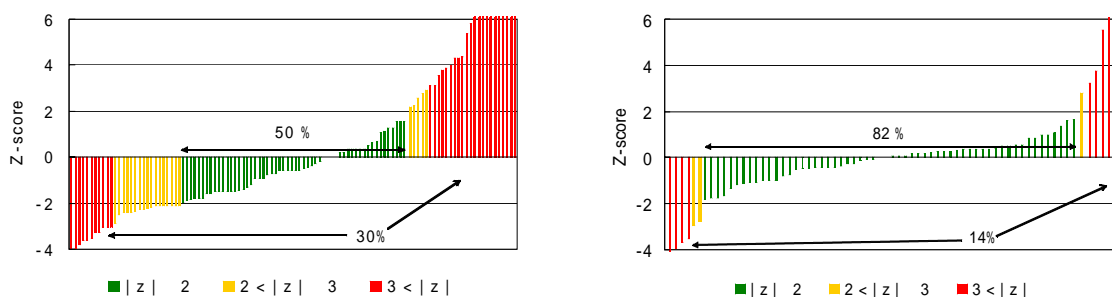 6
4
2
0
-2
-4
Z-score
50 %
30%
| z | 2
2 < | z | 3
3 < | z |
6
4
2
0
-2
-4
Z-score
82 %
14%
| z | 2
2 < | z | 3
3 < | z |